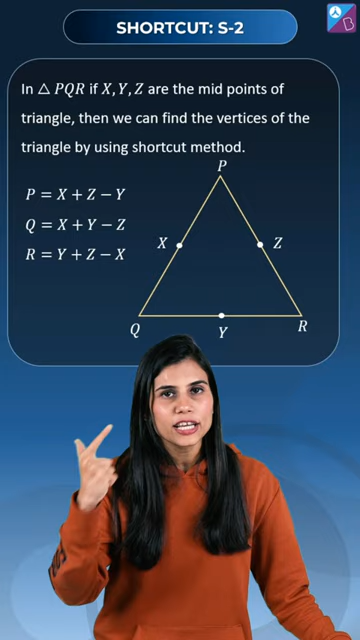 SHORTCUT: S-2
In △ PQR if X, Y, Z are the mid points of
triangle, then we can find the vertices of the
triangle by using shortcut method.
P = X + Z − Y
Q = X + Y − Z
R = Y + Z − X
P
X
Z
Q
Y
R
A
B